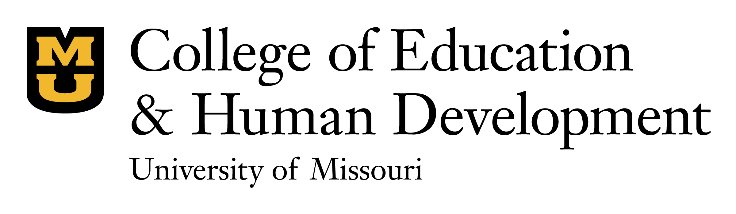 MU
College of Education
& Human Development
University of Missouri